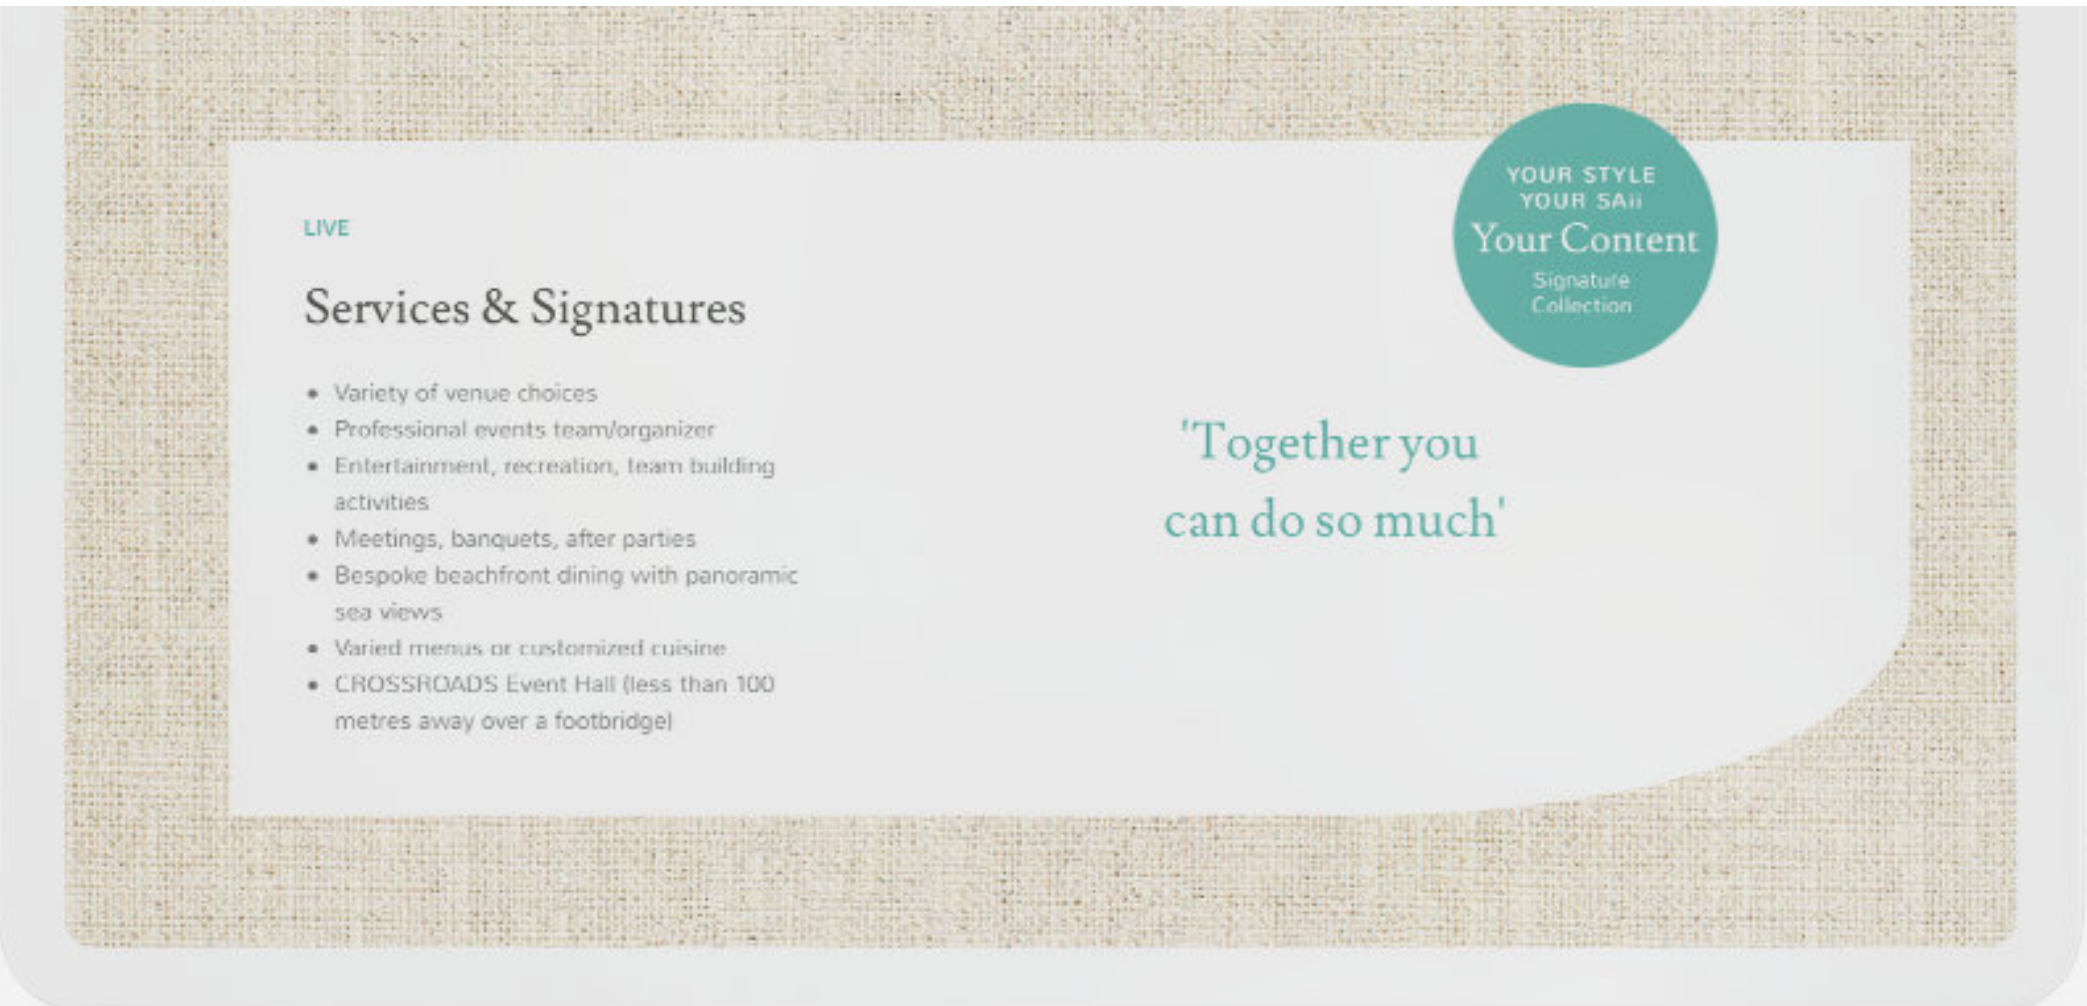 LIVE
Services & Signatures
• Variety of venue choices
• Professional events team/organizer
• Entertainment, recreation, team building
activities
• Meetings, banquets, after parties
• Bespoke beachfront dining with panoramic
sea views
• Varied menus or customized cuisine
• CROSSROADS Event Hall (less than 100
metres away over a footbridge)
YOUR STYLE
YOUR SAii
Your Content
Signature
Collection
'Together you
can do so much'